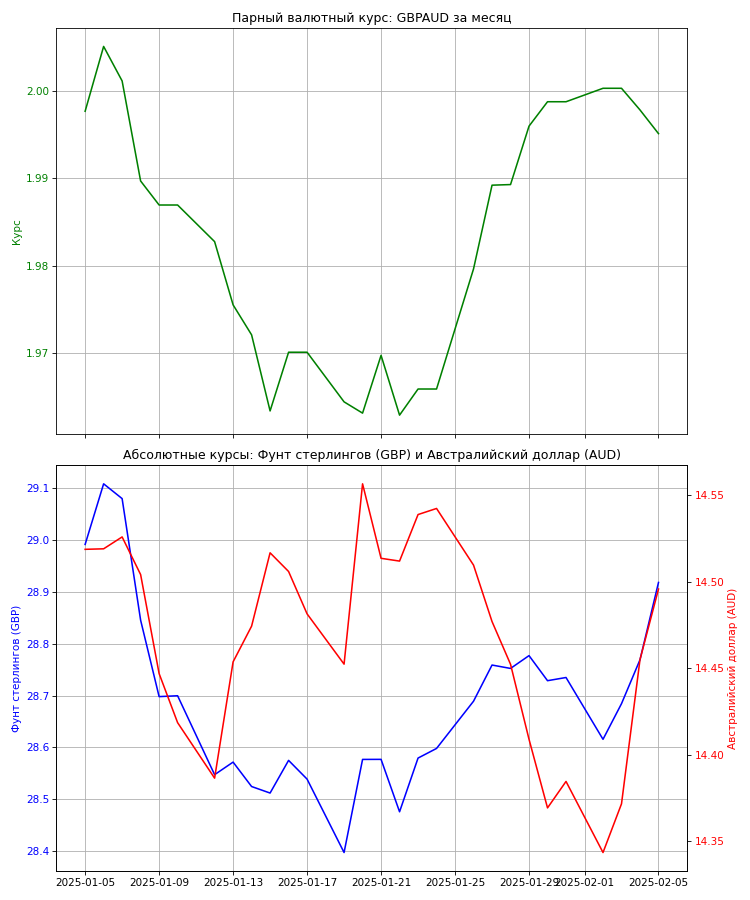 Парный валютный курс: GBPAUD за месяц
Курс
2.00
1.99
1.98
1.97
Абсолютные курсы: Фунт стерлингов (GBP) и Австралийский доллар (AUD)
Фунт стерлингов (GBP)
29.1
29.0
28.9
28.8
28.7
28.6
28.5
28.4
14.55
14.50
14.45
14.40
14.35
Австралийский доллар (AUD)
2025-01-05 2025-01-09 2025-01-13 2025-01-17 2025-01-21 2025-01-25 2025-01-29 2025-02-01 2025-02-05